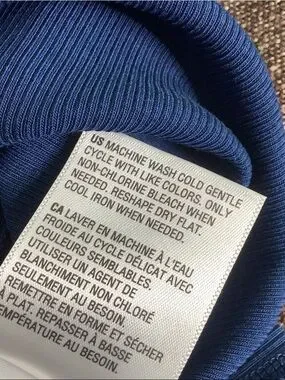 US MACHINE WASH COLD GENTLE
CYCLE WITH LIKE COLORS. ONLY
NON-CHLORINE BLEACH WHEN
NEEDED. RESHAPE DRY FLAT.
COOL IRON WHEN NEEDED.
CA LAVER EN MACHINE À L'EAU
FROIDE AU CYCLE DÉLICAT AVEC
COULEURS SEMBLABLES.
UTILISER UN AGENT DE
BLANCHIMENT NON CHLORÉ
SEULEMENT AU BESOIN.
REMETTRE EN FORME ET SÉCHER
À PLAT. REPASSER À BASSE
TEMPÉRATURE AU BESOIN.